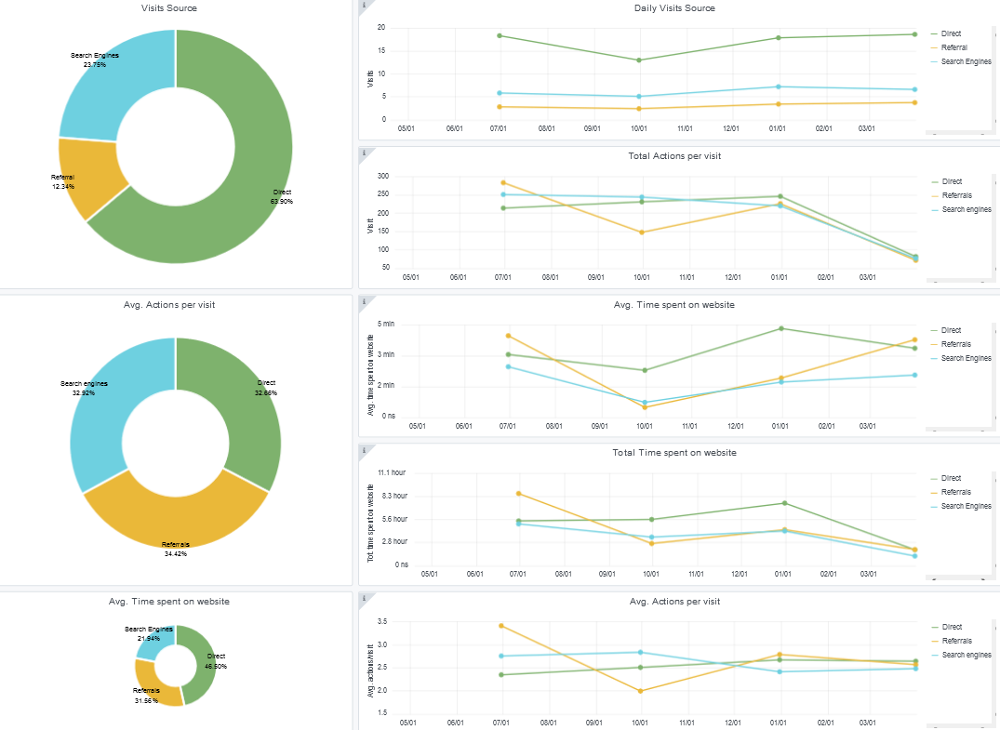 Visits Source
Search Engines
23.75%
Referral
12.34%
Direct
63.90%
Daily Visits Source
Visits
20
15
10
5
0
05/01 06/01 07/01 08/01 09/01 10/01 11/01 12/01 01/01 02/01 03/01
Direct
Referral
Search Engines
Total Actions per visit
Visit
300
250
200
150
100
50
05/01 06/01 07/01 08/01 09/01 10/01 11/01 12/01 01/01 02/01 03/01
Direct
Referrals
Search engines
Avg. Actions per visit
Search engines
32.92%
Direct
32.66%
Referrals
34.42%
Avg. Time spent on website
Avg. time spent on website
5 min
3 min
2 min
0 ns
05/01 06/01 07/01 08/01 09/01 10/01 11/01 12/01 01/01 02/01 03/01
Direct
Referrals
Search Engines
Total Time spent on website
Tot. time spent on website
11.1 hour
8.3 hour
5.6 hour
2.8 hour
0 ns
05/01 06/01 07/01 08/01 09/01 10/01 11/01 12/01 01/01 02/01 03/01
Direct
Referrals
Search Engines
Avg. Time spent on website
Search Engines
21.94%
Direct
46.50%
Referrals
31.56%
Avg. Actions per visit
Avg. actions/visit
3.5
3.0
2.5
2.0
1.5
05/01 06/01 07/01 08/01 09/01 10/01 11/01 12/01 01/01 02/01 03/01
Direct
Referrals
Search engines